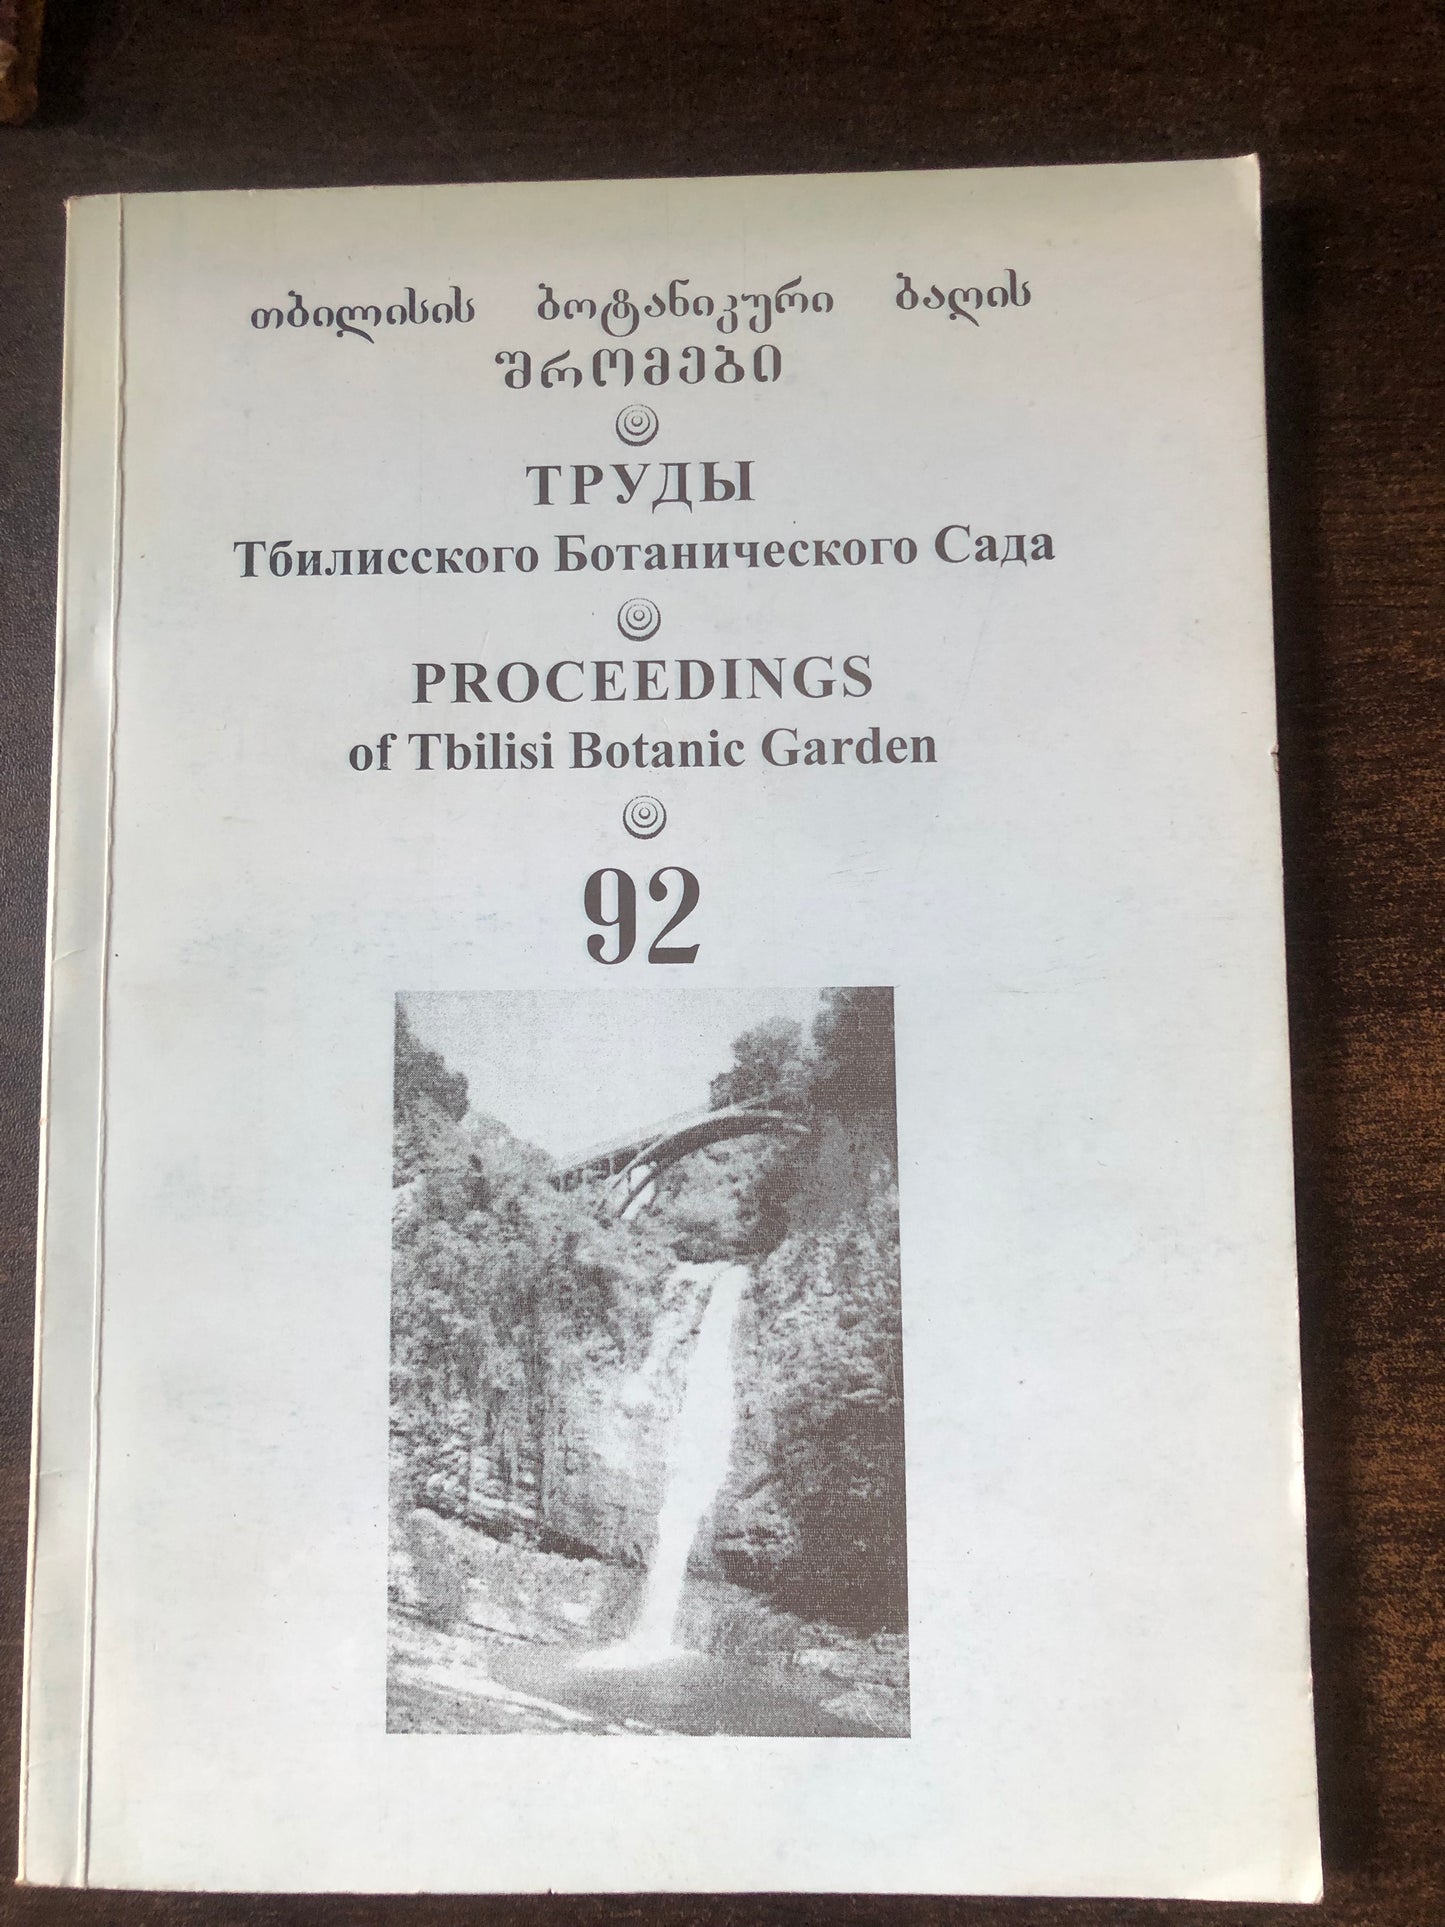 თბილისის ბოტანიკური ბაღის
შრომები
ТРУДЫ
Тбилисского Ботанического Сада
PROCEEDINGS
of Tbilisi Botanic Garden
92